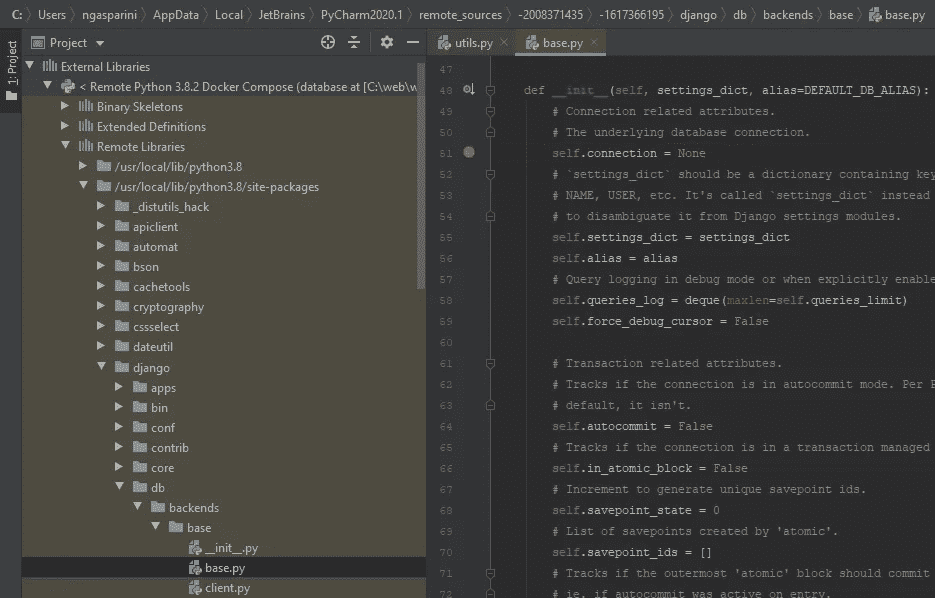 C: Users ngasparini AppData Local JetBrains PyCharm2020.1 remote_sources -2008371435 -1617366195 django db backends base base.py
1: Project
Project
External Libraries
< Remote Python 3.8.2 Docker Compose (database at [C:\web\w
Binary Skeletons
Extended Definitions
Remote Libraries
/usr/local/lib/python3.8
/usr/local/lib/python3.8/site-packages
_distutils_hack
apiclient
automat
bson
cachetools
cryptography
cssselect
dateutil
django
apps
bin
conf
contrib
core
db
backends
base
__init__.py
base.py
client.py
utils.py base.py
47
48 def __init__(self, settings_dict, alias=DEFAULT_DB_ALIAS):
49 # Connection related attributes.
50 # The underlying database connection.
51 self.connection = None
52 # `settings_dict` should be a dictionary containing key
53 # NAME, USER, etc. It's called `settings_dict` instead
54 # to disambiguate it from Django settings modules.
55 self.settings_dict = settings_dict
56 self.alias = alias
57 # Query logging in debug mode or when explicitly enable
58 self.queries_log = deque(maxlen=self.queries_limit)
59 self.force_debug_cursor = False
60
61 # Transaction related attributes.
62 # Tracks if the connection is in autocommit mode. Per P
63 # default, it isn't.
64 self.autocommit = False
65 # Tracks if the connection is in a transaction managed
66 self.in_atomic_block = False
67 # Increment to generate unique savepoint ids.
68 self.savepoint_state = 0
69 # List of savepoints created by 'atomic'.
70 self.savepoint_ids = []
71 # Tracks if the outermost 'atomic' block should commit
72 # ie. if autocommit was active on entry.